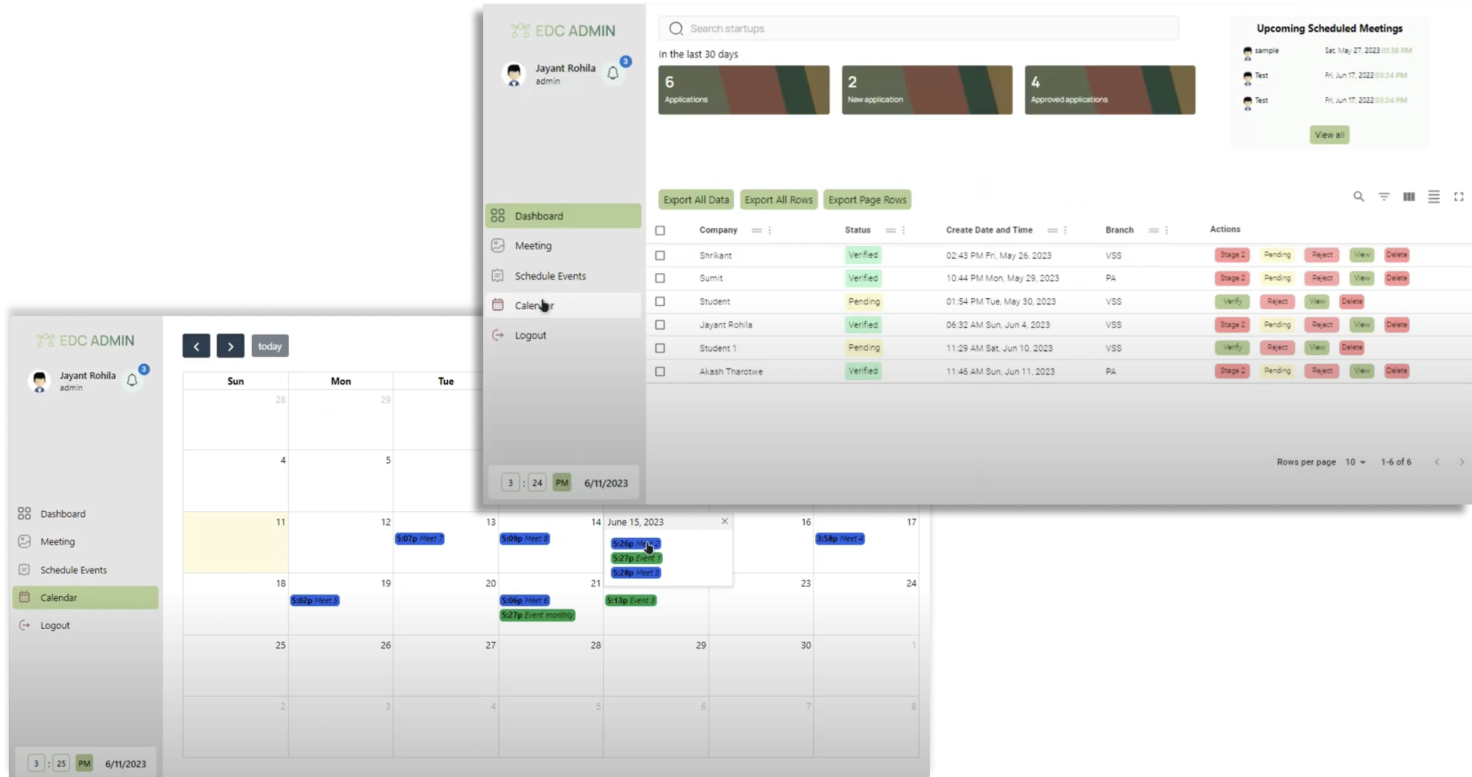 EDC ADMIN
Jayant Rohila
admin
3
Dashboard
Meeting
Schedule Events
Calendar
Logout
3 : 24 PM 6/11/2023
Search startups
In the last 30 days
6
Applications
2
New application
4
Approved applications
Upcoming Scheduled Meetings
sample Sat, May 27, 2023 01:38 PM
Test Fri, Jun 17, 2022 03:24 PM
Test Fri, Jun 17, 2022 03:24 PM
View all
Export All Data Export All Rows Export Page Rows
Company Status Create Date and Time Branch Actions
Shrikant Verified 02:43 PM Fri, May 26, 2023 VSS Stage 2 Pending Reject View Delete
Sumit Verified 10:44 PM Mon, May 29, 2023 PA Stage 2 Pending Reject View Delete
Student Pending 01:54 PM Tue, May 30, 2023 VSS Verify Reject View Delete
Jayant Rohila Verified 06:32 AM Sun, Jun 4, 2023 VSS Stage 2 Pending Reject View Delete
Student 1 Pending 11:29 AM Sat, Jun 10, 2023 VSS Verify Reject View Delete
Akash Tharotwe Verified 11:46 AM Sun, Jun 11, 2023 PA Stage 2 Pending Reject View Delete
Rows per page 10 1-6 of 6
EDC ADMIN
Jayant Rohila
admin
3
Dashboard
Meeting
Schedule Events
Calendar
Logout
3 : 25 PM 6/11/2023
today
Sun Mon Tue
28 29
4 5
11 12 13 14 June 15, 2023 16 17
5:07p Meet 7 5:09p Meet 8 5:26p 3:58p Meet 4
5:27p Event 1
5:28p Meet 3
18 19 20 21 23 24
5:02p Meet 5 5:06p Meet 6 5:13p Event 3
5:27p Event monthly
25 26 27 28 29 30 1
2 3 4 5 6 7 8